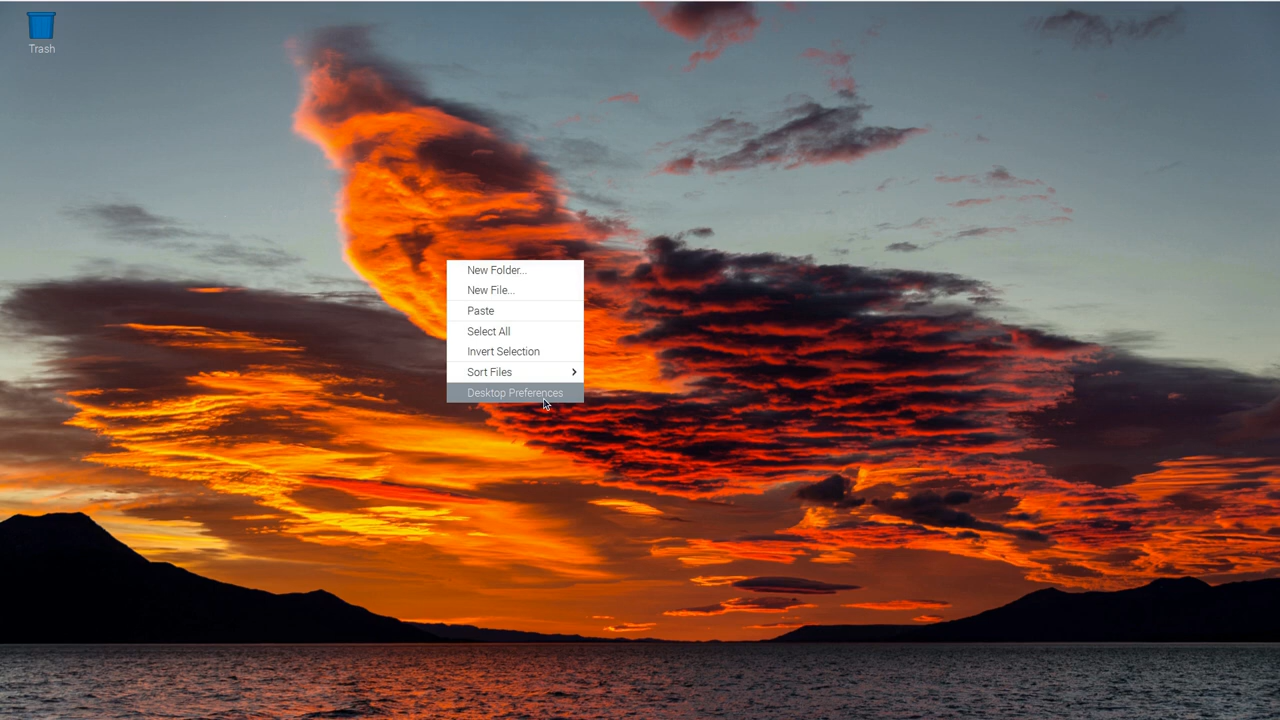 Trash
New Folder...
New File...
Paste
Select All
Invert Selection
Sort Files
Desktop Preferences